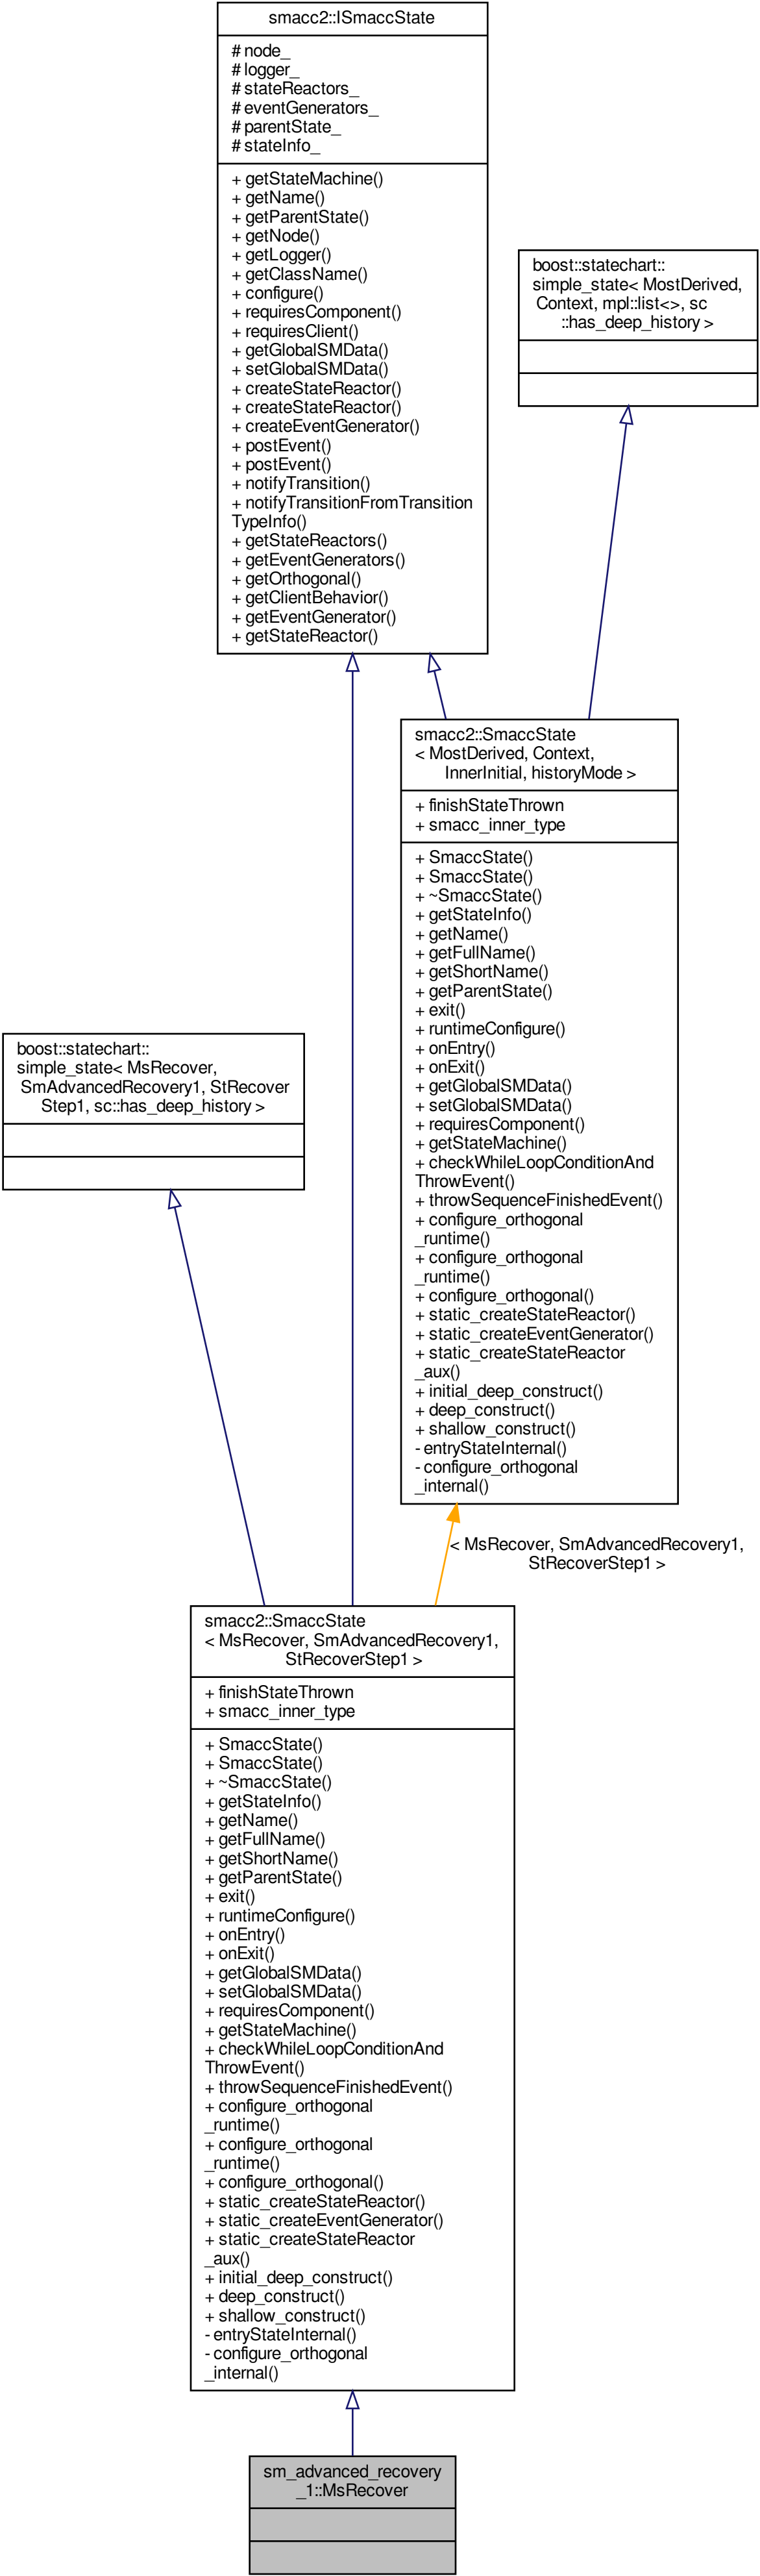 smacc2::ISmaccState
# node_
# logger_
# stateReactors_
# eventGenerators_
# parentState_
# stateInfo_
+ getStateMachine()
+ getName()
+ getParentState()
+ getNode()
+ getLogger()
+ getClassName()
+ configure()
+ requiresComponent()
+ requiresClient()
+ getGlobalSMData()
+ setGlobalSMData()
+ createStateReactor()
+ createStateReactor()
+ createEventGenerator()
+ postEvent()
+ postEvent()
+ notifyTransition()
+ notifyTransitionFromTransition
TypeInfo()
+ getStateReactors()
+ getEventGenerators()
+ getOrthogonal()
+ getClientBehavior()
+ getEventGenerator()
+ getStateReactor()
boost::statechart::
simple_state< MostDerived,
Context, mpl::list<>, sc
::has_deep_history >
smacc2::SmaccState
< MostDerived, Context,
InnerInitial, historyMode >
+ finishStateThrown
+ smacc_inner_type
+ SmaccState()
+ SmaccState()
+ ~SmaccState()
+ getStateInfo()
+ getName()
+ getFullName()
+ getShortName()
+ getParentState()
+ exit()
+ runtimeConfigure()
+ onEntry()
+ onExit()
+ getGlobalSMData()
+ setGlobalSMData()
+ requiresComponent()
+ getStateMachine()
+ checkWhileLoopConditionAnd
ThrowEvent()
+ throwSequenceFinishedEvent()
+ configure_orthogonal
_runtime()
+ configure_orthogonal
_runtime()
+ configure_orthogonal()
+ static_createStateReactor()
+ static_createEventGenerator()
+ static_createStateReactor
_aux()
+ initial_deep_construct()
+ deep_construct()
+ shallow_construct()
- entryStateInternal()
- configure_orthogonal
_internal()
boost::statechart::
simple_state< MsRecover,
SmAdvancedRecovery1, StRecover
Step1, sc::has_deep_history >
< MsRecover, SmAdvancedRecovery1,
StRecoverStep1 >
smacc2::SmaccState
< MsRecover, SmAdvancedRecovery1,
StRecoverStep1 >
+ finishStateThrown
+ smacc_inner_type
+ SmaccState()
+ SmaccState()
+ ~SmaccState()
+ getStateInfo()
+ getName()
+ getFullName()
+ getShortName()
+ getParentState()
+ exit()
+ runtimeConfigure()
+ onEntry()
+ onExit()
+ getGlobalSMData()
+ setGlobalSMData()
+ requiresComponent()
+ getStateMachine()
+ checkWhileLoopConditionAnd
ThrowEvent()
+ throwSequenceFinishedEvent()
+ configure_orthogonal
_runtime()
+ configure_orthogonal
_runtime()
+ configure_orthogonal()
+ static_createStateReactor()
+ static_createEventGenerator()
+ static_createStateReactor
_aux()
+ initial_deep_construct()
+ deep_construct()
+ shallow_construct()
- entryStateInternal()
- configure_orthogonal
_internal()
sm_advanced_recovery
_1::MsRecover